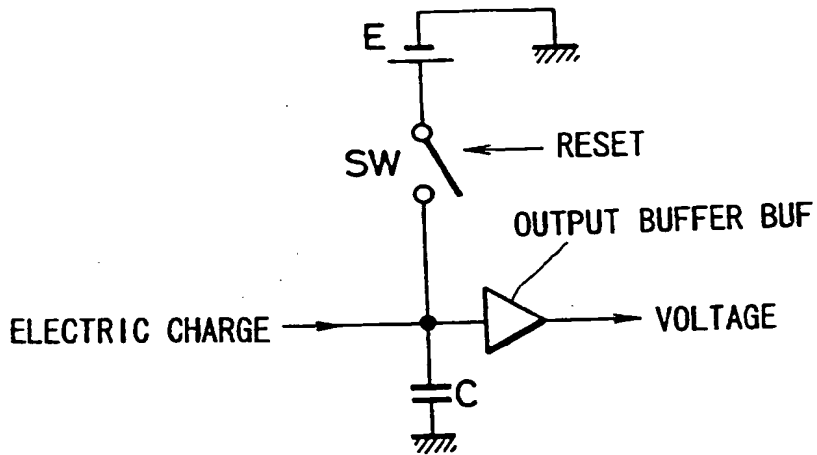 E
SW
RESET
OUTPUT BUFFER BUF
ELECTRIC CHARGE
VOLTAGE
C